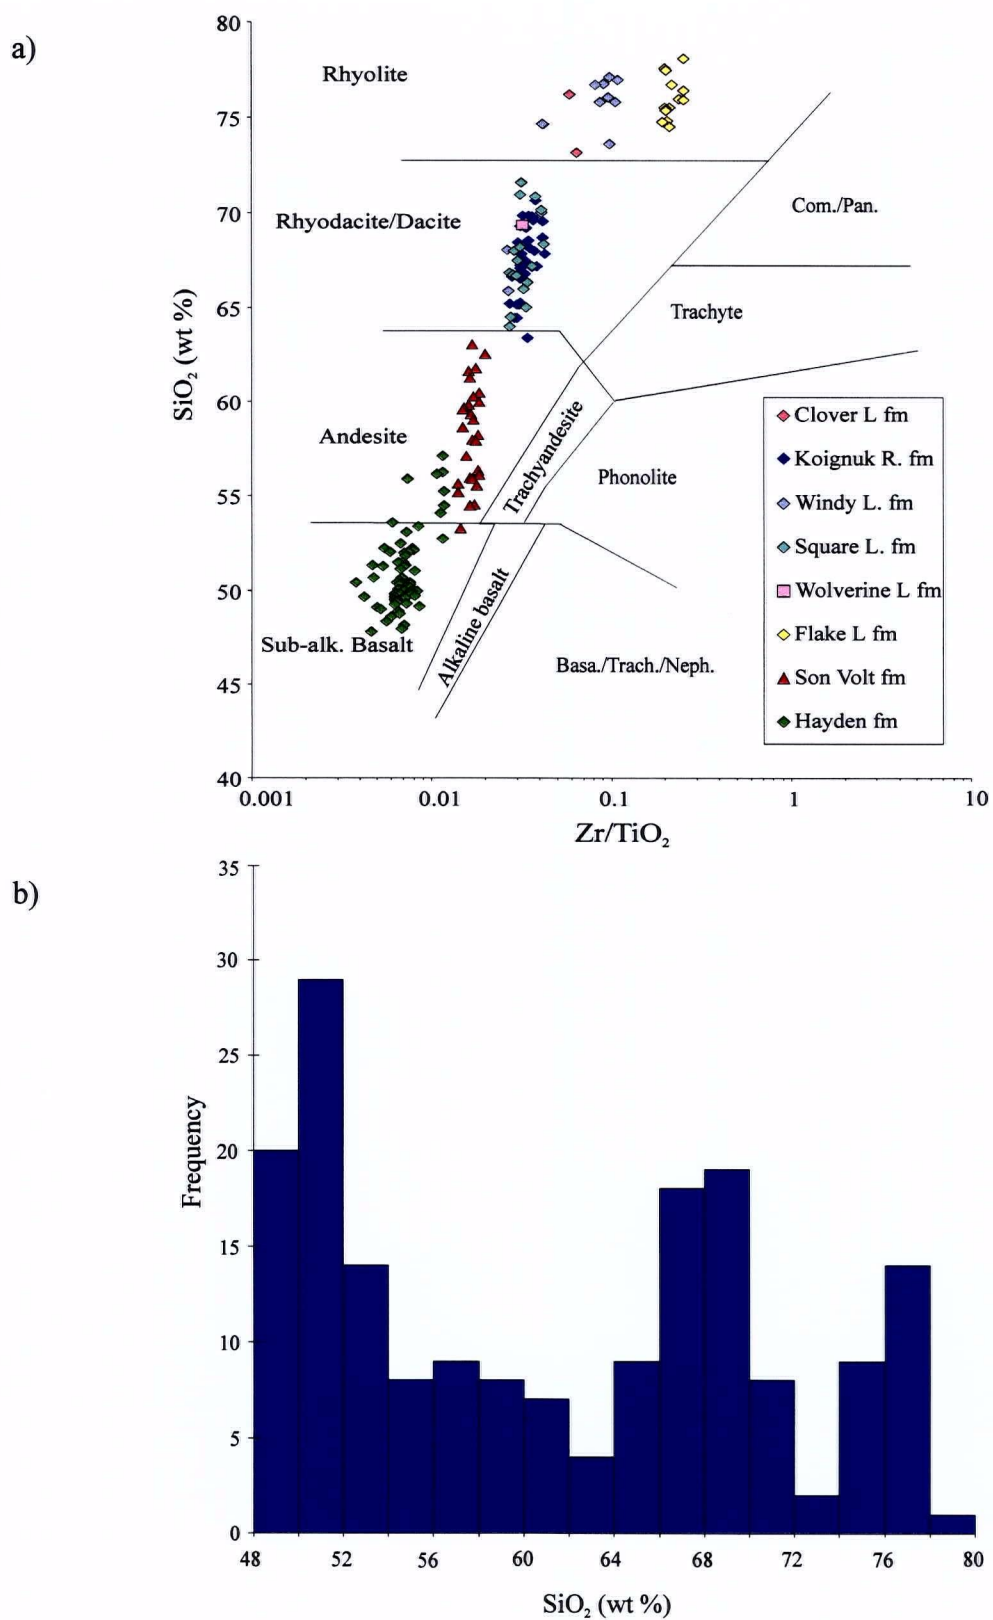 a)
80
75
70
65
60
55
50
45
40
SiO₂ (wt %)
Rhyolite
Rhyodacite/Dacite
Com./Pan.
Trachyte
Andesite
Trachyandesite
Phonolite
Sub-alk. Basalt
Alkaline basalt
Basa./Trach./Neph.
Clover L fm
Koignuk R. fm
Windy L. fm
Square L. fm
Wolverine L fm
Flake L fm
Son Volt fm
Hayden fm
0.001 0.01 0.1 1 10
Zr/TiO₂
b)
35
30
25
20
15
10
5
0
Frequency
48 52 56 60 64 68 72 76 80
SiO₂ (wt %)